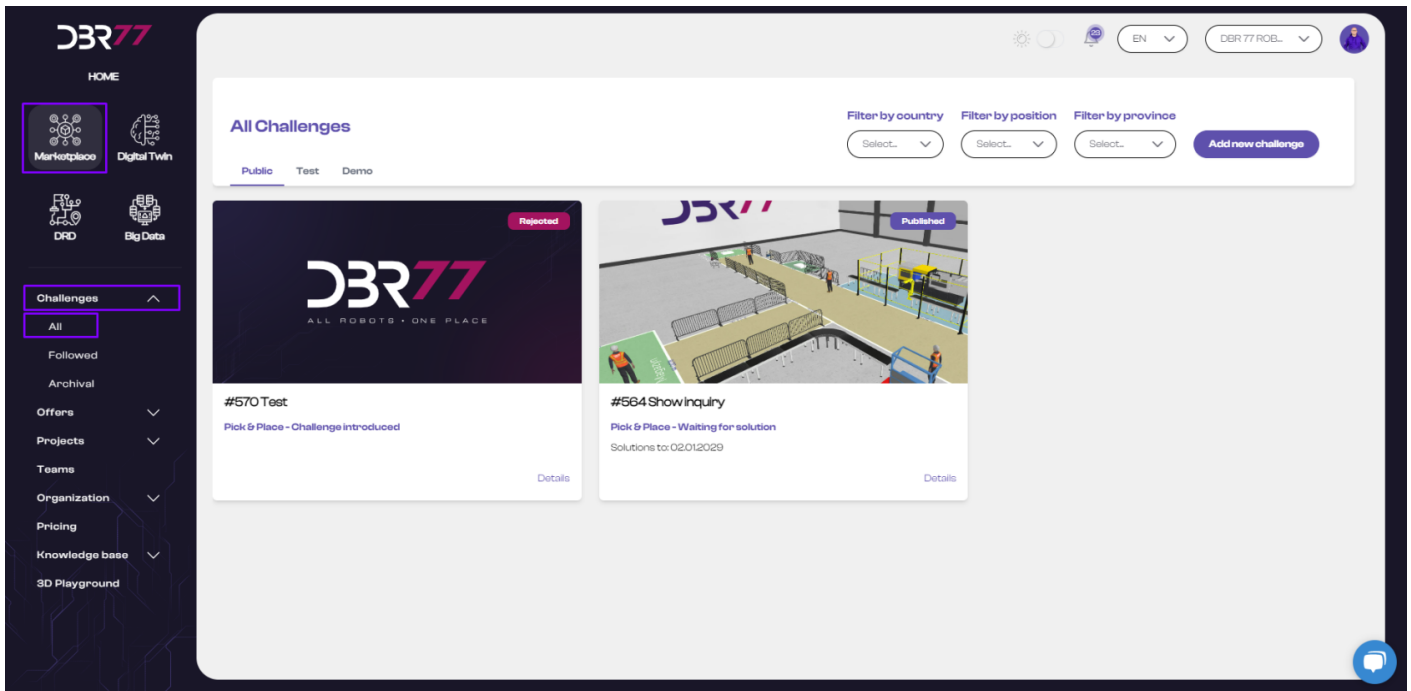 DBR77
HOME
Marketplace
Digital Twin
DRD
Big Data
Challenges
All
Followed
Archival
Offers
Projects
Teams
Organization
Pricing
Knowledge base
3D Playground
EN
DBR 77 ROB...
All Challenges
Filter by country
Filter by position
Filter by province
Select...
Select...
Select...
Add new challenge
Public
Test
Demo
Rejected
DBR77
ALL ROBOTS • ONE PLACE
#570 Test
Pick & Place - Challenge introduced
Details
DBR77
Published
#564 Show inquiry
Pick & Place - Waiting for solution
Solutions to: 02.01.2029
Details